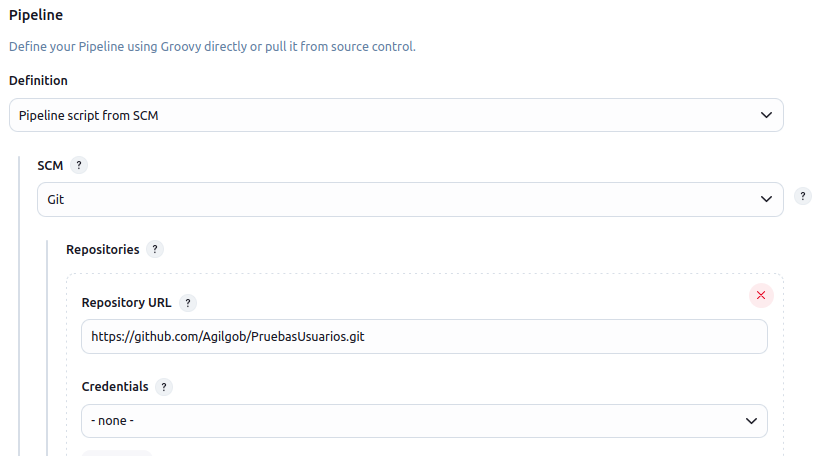 Pipeline
Define your Pipeline using Groovy directly or pull it from source control.
Definition
Pipeline script from SCM
SCM ?
Git
?
Repositories ?
Repository URL ?
https://github.com/Agilgob/PruebasUsuarios.git
Credentials ?
- none -